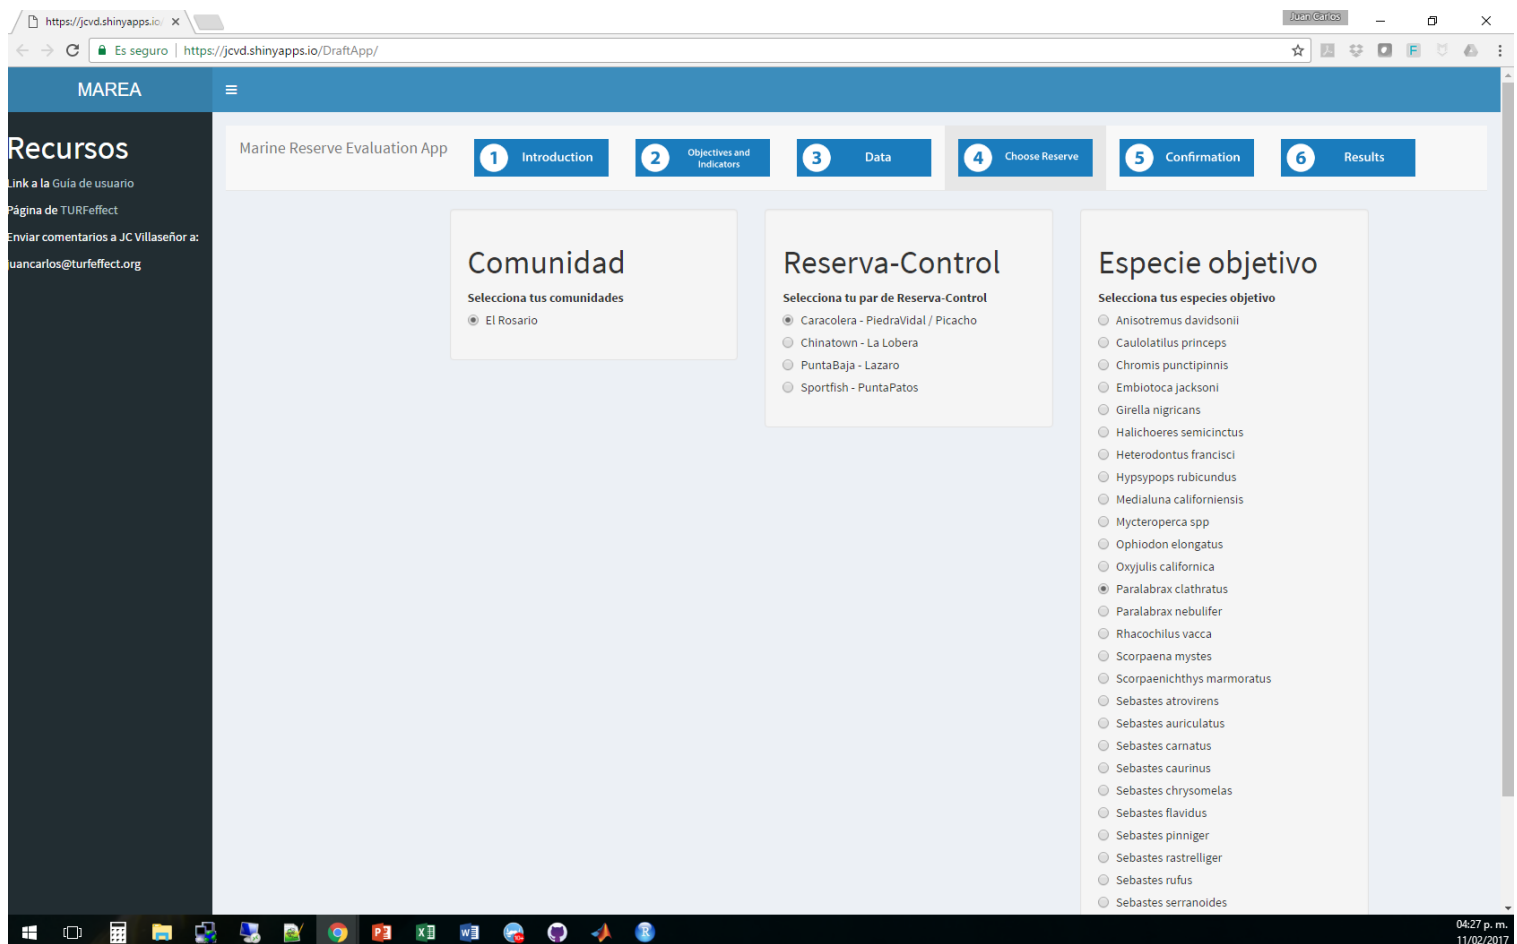 https://jcvd.shinyapps.io/
Juan Carlos
Es seguro | https://jcvd.shinyapps.io/DraftApp/
MAREA
Recursos
Link a la Guía de usuario
Página de TURFeffect
Enviar comentarios a JC Villaseñor a:
juancarlos@turfeffect.org
Marine Reserve Evaluation App
1 Introduction
2 Objectives and
Indicators
3 Data
4 Choose Reserve
5 Confirmation
6 Results
Comunidad
Selecciona tus comunidades
El Rosario
Reserva-Control
Selecciona tu par de Reserva-Control
Caracolera - PiedraVidal / Picacho
Chinatown - La Lobera
PuntaBaja - Lazaro
Sportfish - PuntaPatos
Especie objetivo
Selecciona tus especies objetivo
Anisotremus davidsonii
Caulolatilus princeps
Chromis punctipinnis
Embiotoca jacksoni
Girella nigricans
Halichoeres semicinctus
Heterodontus francisci
Hypsypops rubicundus
Medialuna californiensis
Mycteroperca spp
Ophiodon elongatus
Oxyjulis californica
Paralabrax clathratus
Paralabrax nebulifer
Rhacochilus vacca
Scorpaena mystes
Scorpaenichthys marmoratus
Sebastes atrovirens
Sebastes auriculatus
Sebastes carnatus
Sebastes caurinus
Sebastes chrysomelas
Sebastes flavidus
Sebastes pinniger
Sebastes rastrelliger
Sebastes rufus
Sebastes serranoides
04:27 p. m.
11/02/2017